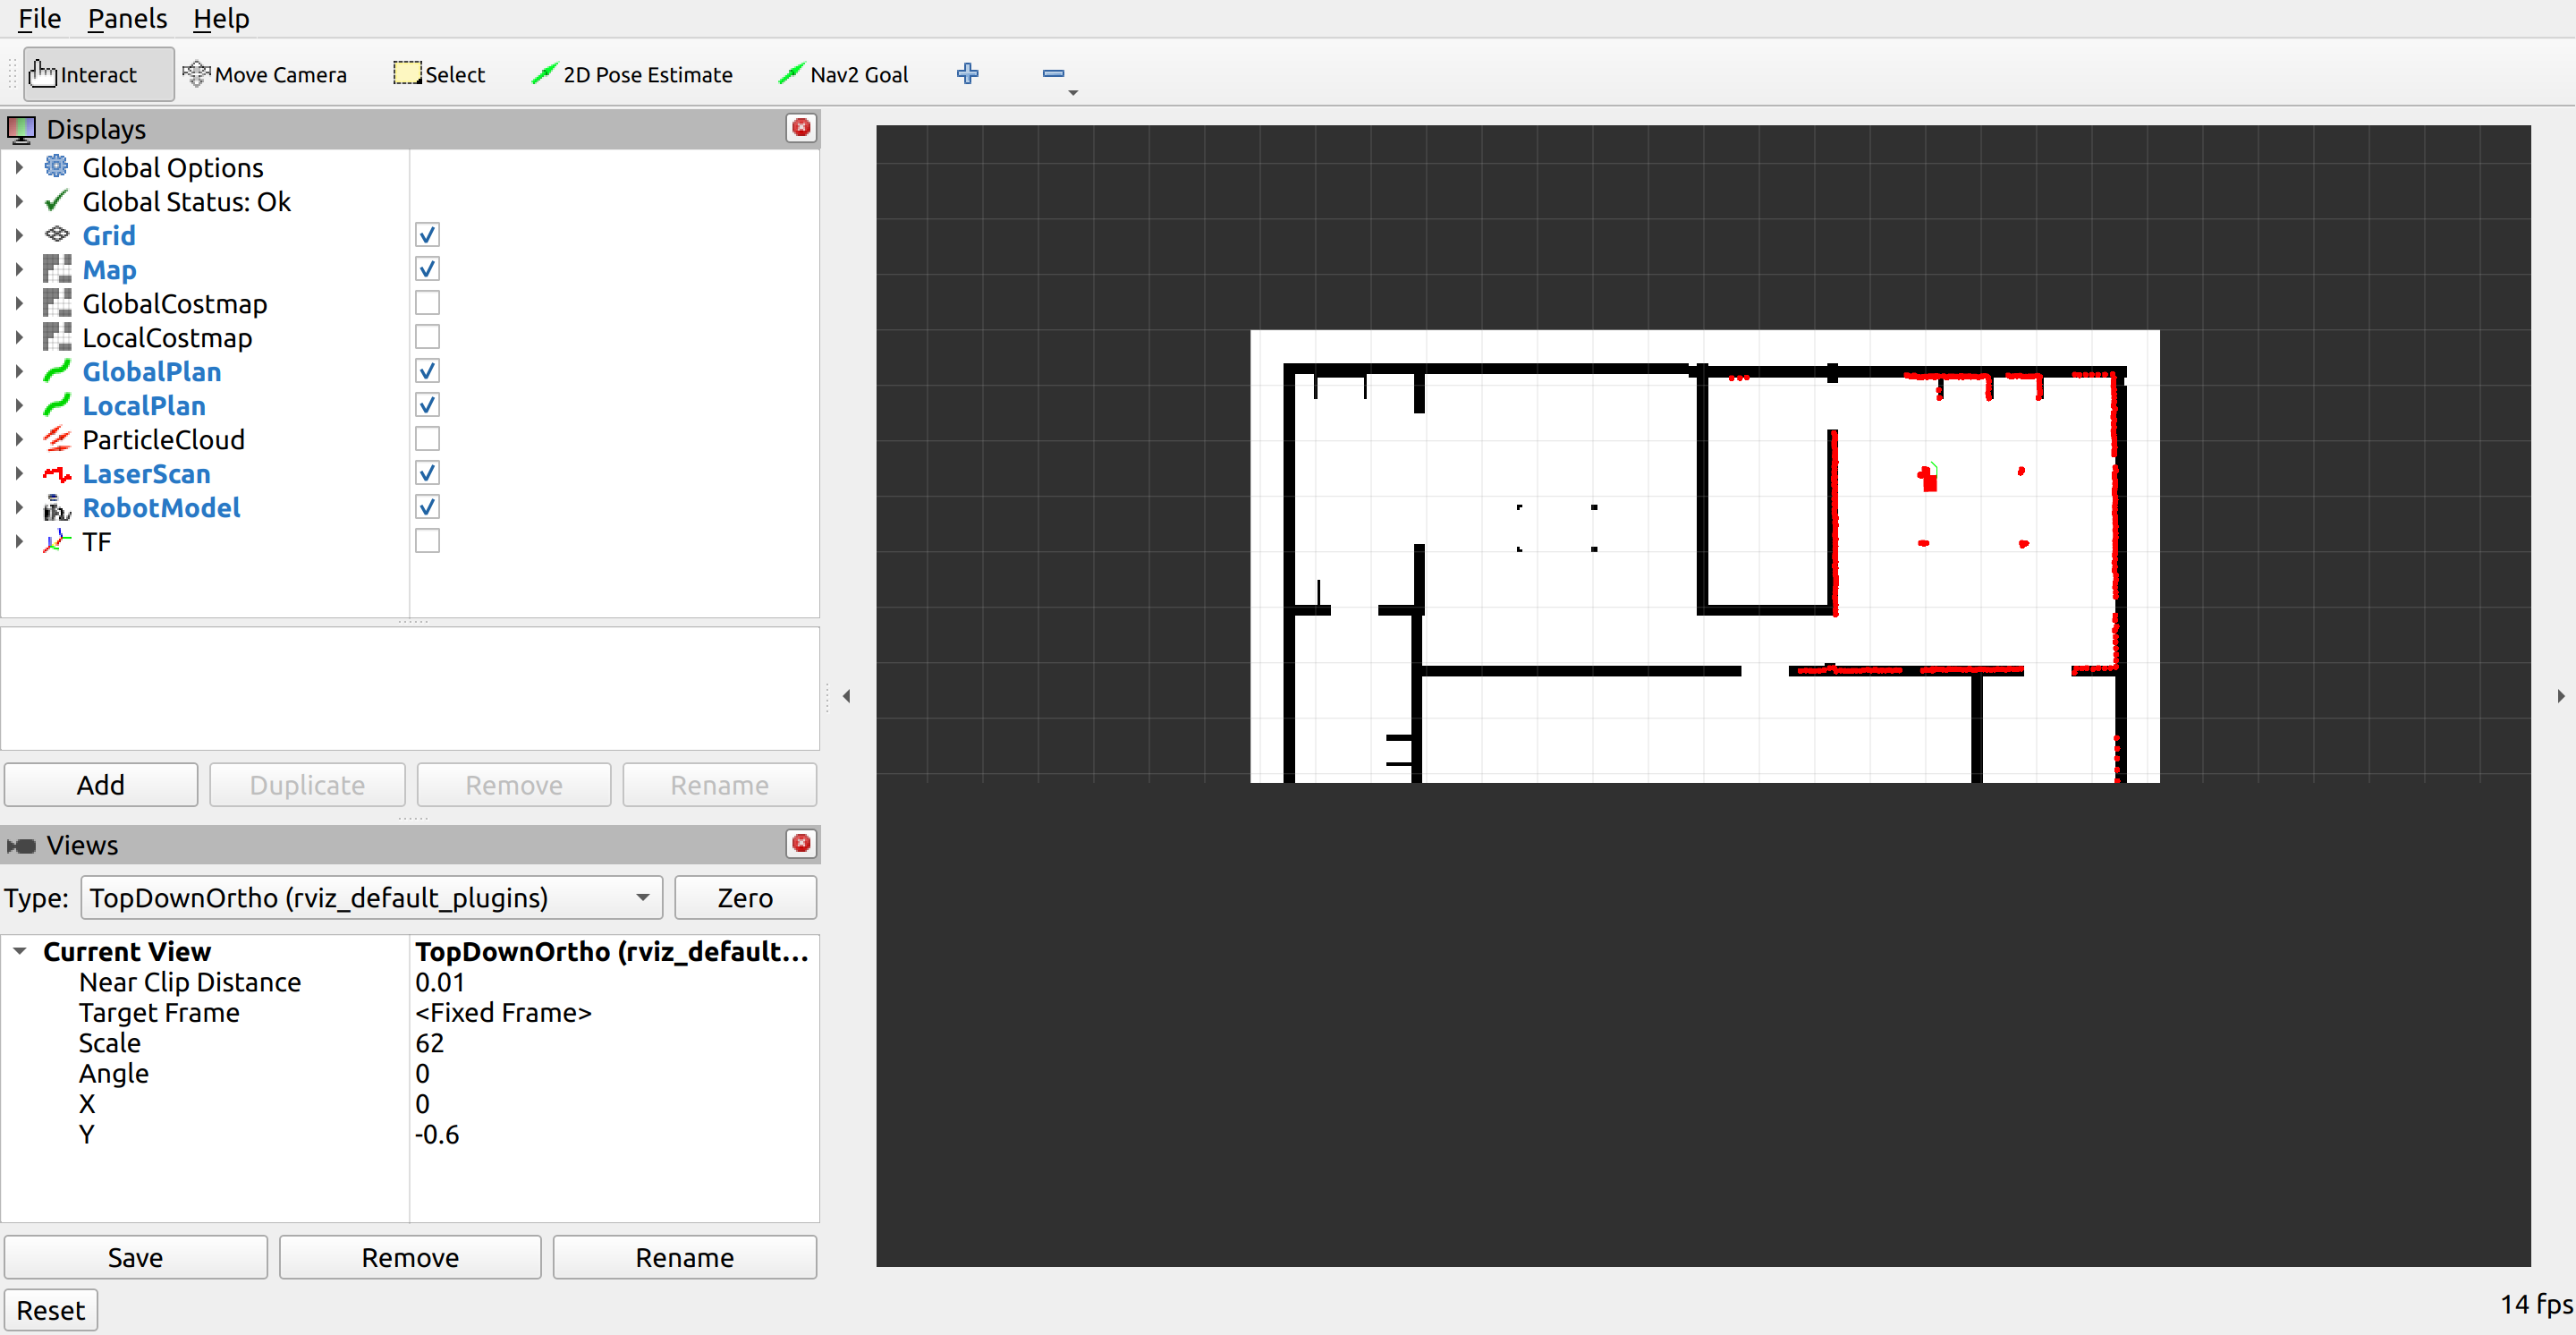 File Panels Help
Interact Move Camera Select 2D Pose Estimate Nav2 Goal
Displays
Global Options
Global Status: Ok
Grid
Map
GlobalCostmap
LocalCostmap
GlobalPlan
LocalPlan
ParticleCloud
LaserScan
RobotModel
TF
Add Duplicate Remove Rename
Views
Type: TopDownOrtho (rviz_default_plugins) Zero
Current View TopDownOrtho (rviz_default...
Near Clip Distance 0.01
Target Frame <Fixed Frame>
Scale 62
Angle 0
X 0
Y -0.6
Save Remove Rename
Reset
14 fps